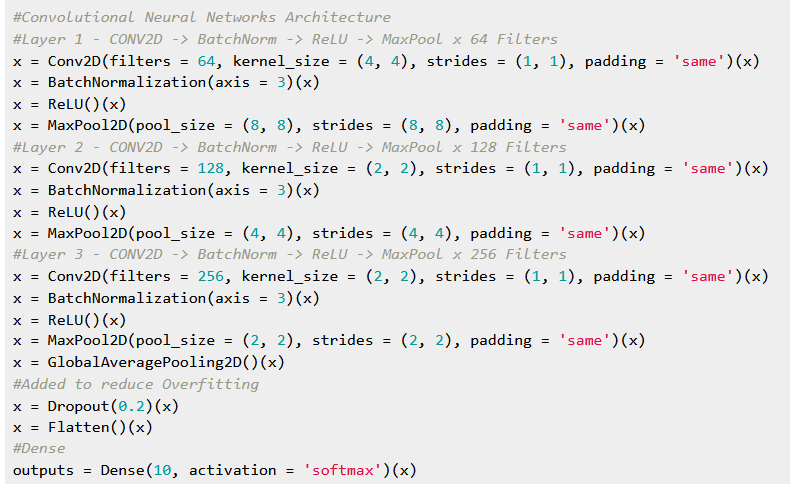 #Convolutional Neural Networks Architecture
#Layer 1 - CONV2D -> BatchNorm -> ReLU -> MaxPool x 64 Filters
x = Conv2D(filters = 64, kernel_size = (4, 4), strides = (1, 1), padding = 'same')(x)
x = BatchNormalization(axis = 3)(x)
x = ReLU()(x)
x = MaxPool2D(pool_size = (8, 8), strides = (8, 8), padding = 'same')(x)
#Layer 2 - CONV2D -> BatchNorm -> ReLU -> MaxPool x 128 Filters
x = Conv2D(filters = 128, kernel_size = (2, 2), strides = (1, 1), padding = 'same')(x)
x = BatchNormalization(axis = 3)(x)
x = ReLU()(x)
x = MaxPool2D(pool_size = (4, 4), strides = (4, 4), padding = 'same')(x)
#Layer 3 - CONV2D -> BatchNorm -> ReLU -> MaxPool x 256 Filters
x = Conv2D(filters = 256, kernel_size = (2, 2), strides = (1, 1), padding = 'same')(x)
x = BatchNormalization(axis = 3)(x)
x = ReLU()(x)
x = MaxPool2D(pool_size = (2, 2), strides = (2, 2), padding = 'same')(x)
x = GlobalAveragePooling2D()(x)
#Added to reduce Overfitting
x = Dropout(0.2)(x)
x = Flatten()(x)
#Dense
outputs = Dense(10, activation = 'softmax')(x)